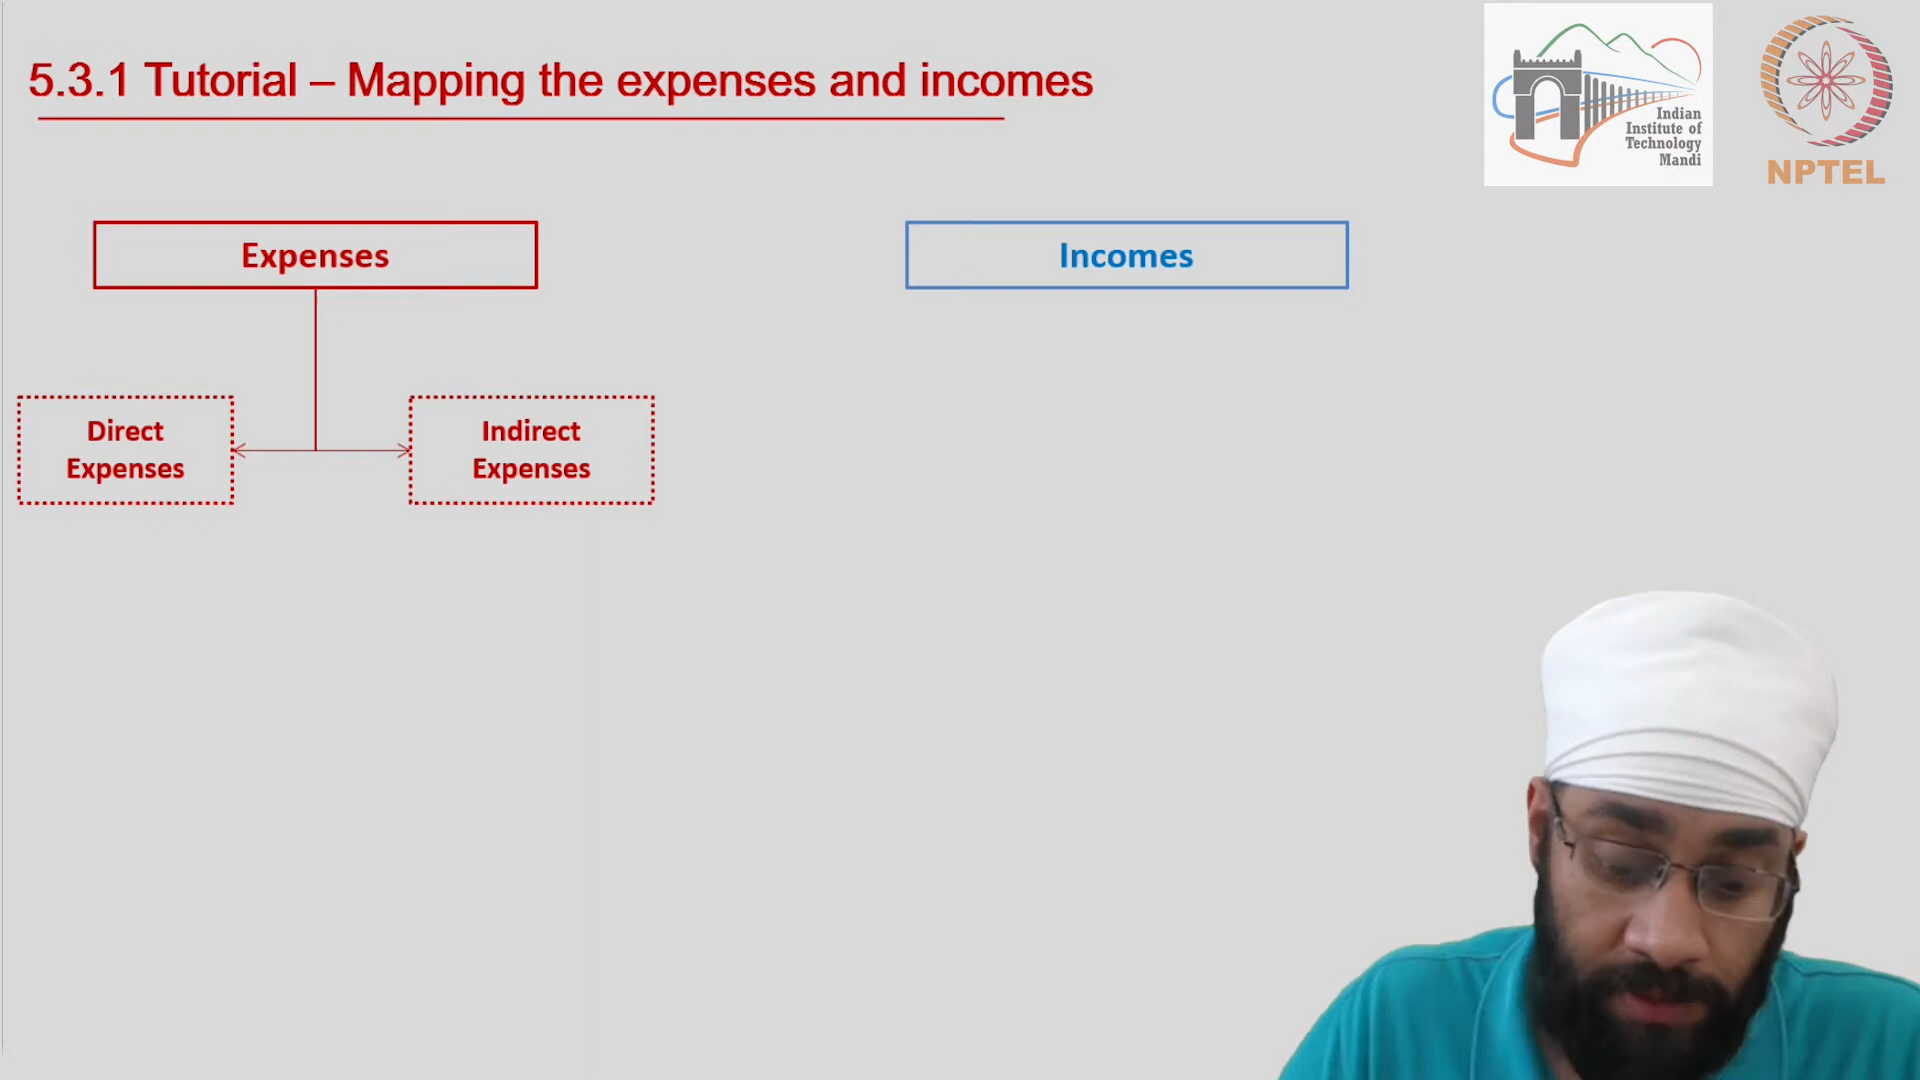 5.3.1 Tutorial – Mapping the expenses and incomes
Indian
Institute of
Technology
Mandi
NPTEL
Expenses
Incomes
Direct
Expenses
Indirect
Expenses